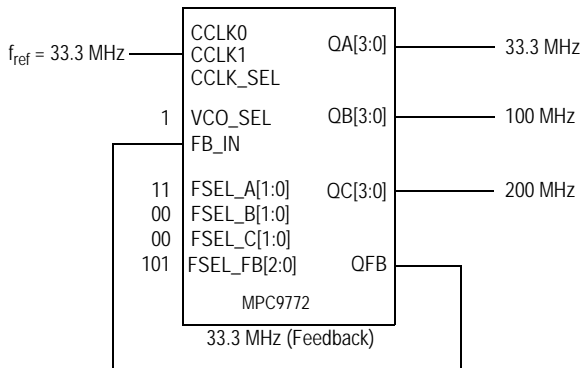 f_ref = 33.3 MHz
CCLK0
CCLK1
CCLK_SEL
1 VCO_SEL
FB_IN
11 FSEL_A[1:0]
00 FSEL_B[1:0]
00 FSEL_C[1:0]
101 FSEL_FB[2:0]
QA[3:0] 33.3 MHz
QB[3:0] 100 MHz
QC[3:0] 200 MHz
QFB
MPC9772
33.3 MHz (Feedback)